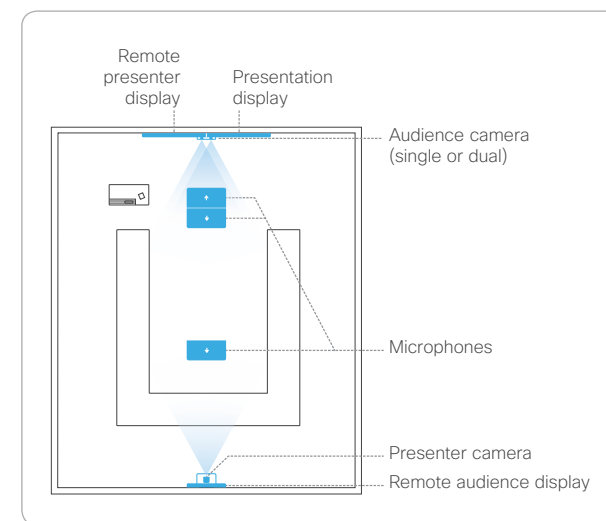 Remote
presenter
display
Presentation
display
Audience camera
(single or dual)
Microphones
Presenter camera
Remote audience display